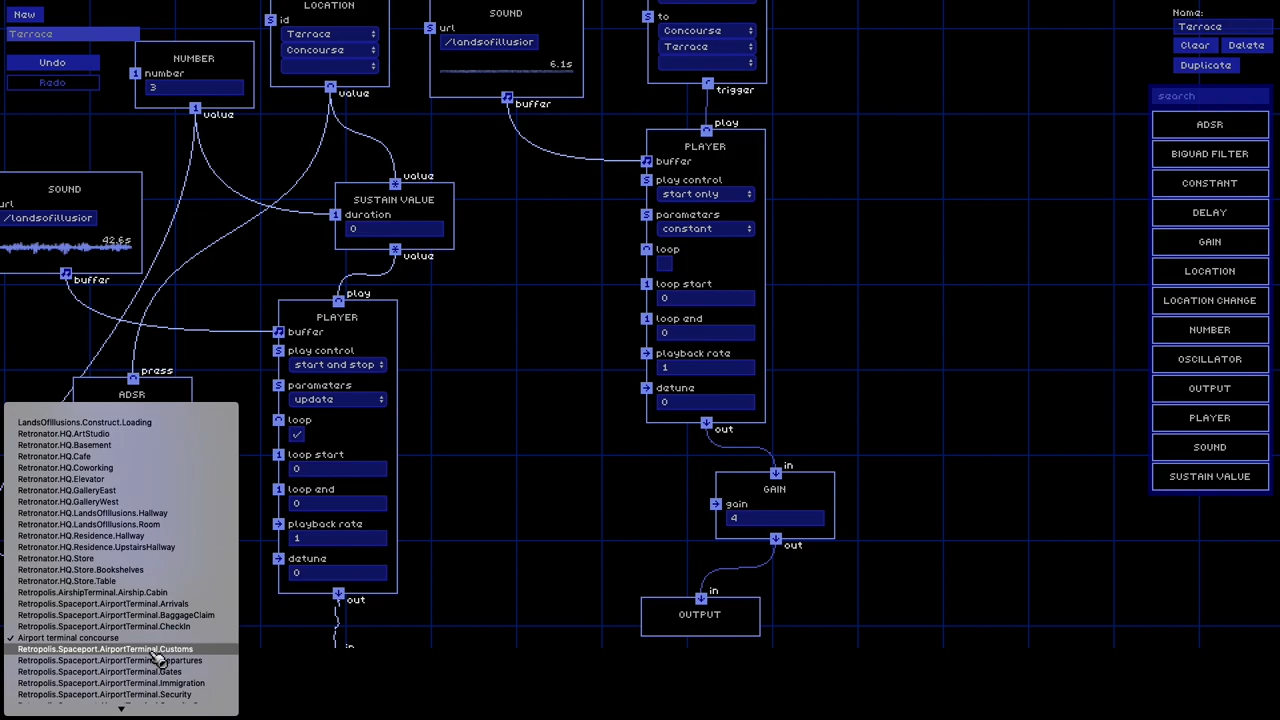 New
Terrace
Undo
Redo
NUMBER
number
3
value
LOCATION
id
Terrace
Concourse
value
SOUND
url
/landsofillusior
6.1s
buffer
to
Concourse
Terrace
trigger
play
PLAYER
buffer
play control
start only
parameters
constant
loop
loop start
0
loop end
0
playback rate
1
detune
0
out
in
GAIN
gain
4
out
in
OUTPUT
SOUND
url
/landsofillusior
42.6s
buffer
value
SUSTAIN VALUE
duration
0
value
play
PLAYER
buffer
play control
start and stop
parameters
update
loop
loop start
0
loop end
0
playback rate
1
detune
0
out
in
press
ADSR
LandsOfIllusions.Construct.Loading
Retronator.HQ.ArtStudio
Retronator.HQ.Basement
Retronator.HQ.Cafe
Retronator.HQ.Coworking
Retronator.HQ.Elevator
Retronator.HQ.GalleryEast
Retronator.HQ.GalleryWest
Retronator.HQ.LandsOfIllusions.Hallway
Retronator.HQ.LandsOfIllusions.Room
Retronator.HQ.Residence.Hallway
Retronator.HQ.Residence.UpstairsHallway
Retronator.HQ.Store
Retronator.HQ.Store.Bookshelves
Retronator.HQ.Store.Table
Retropolis.AirshipTerminal.Airship.Cabin
Retropolis.Spaceport.AirportTerminal.Arrivals
Retropolis.Spaceport.AirportTerminal.BaggageClaim
Retropolis.Spaceport.AirportTerminal.CheckIn
✓ Airport terminal concourse
Retropolis.Spaceport.AirportTerminal.Customs
Retropolis.Spaceport.AirportTerminal.Departures
Retropolis.Spaceport.AirportTerminal.Gates
Retropolis.Spaceport.AirportTerminal.Immigration
Retropolis.Spaceport.AirportTerminal.Security
Name:
Terrace
Clear
Delete
Duplicate
search
ADSR
BIQUAD FILTER
CONSTANT
DELAY
GAIN
LOCATION
LOCATION CHANGE
NUMBER
OSCILLATOR
OUTPUT
PLAYER
SOUND
SUSTAIN VALUE